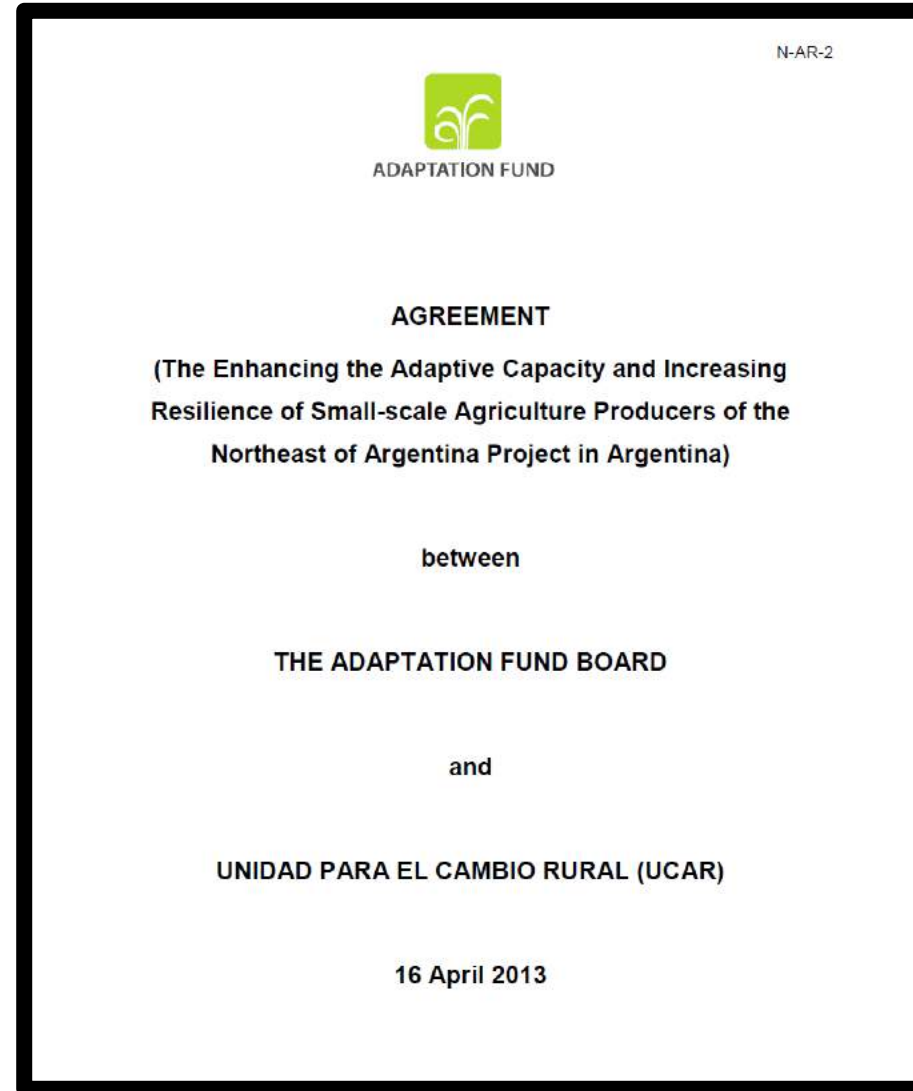 N-AR-2
ADAPTATION FUND
AGREEMENT
(The Enhancing the Adaptive Capacity and Increasing
Resilience of Small-scale Agriculture Producers of the
Northeast of Argentina Project in Argentina)
between
THE ADAPTATION FUND BOARD
and
UNIDAD PARA EL CAMBIO RURAL (UCAR)
16 April 2013